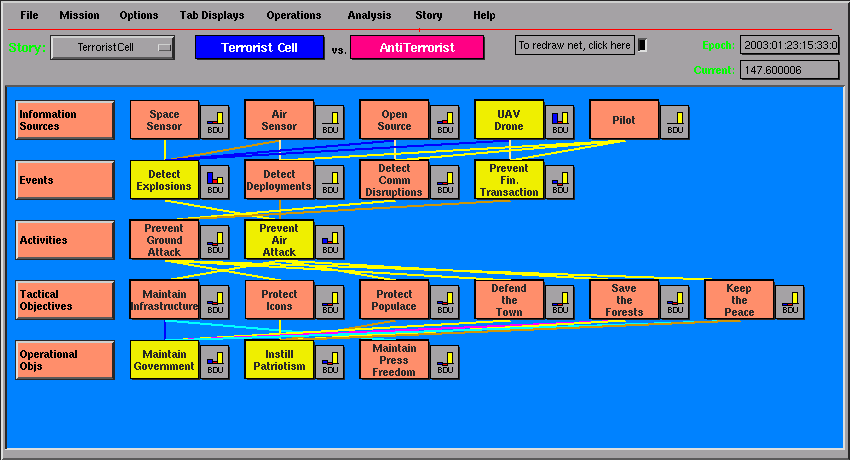 File Mission Options Tab Displays Operations Analysis Story Help
Story: TerroristCell Terrorist Cell vs. AntiTerrorist To redraw net, click here Epoch: 2003:01:23:15:33:0
Current: 147.600006
Information Sources
Space Sensor BDU
Air Sensor BDU
Open Source BDU
UAV Drone BDU
Pilot BDU
Events
Detect Explosions BDU
Detect Deployments BDU
Detect Comm Disruptions BDU
Prevent Fin. Transaction BDU
Activities
Prevent Ground Attack BDU
Prevent Air Attack BDU
Tactical Objectives
Maintain Infrastructure BDU
Protect Icons BDU
Protect Populace BDU
Defend the Town BDU
Save the Forests BDU
Keep the Peace BDU
Operational Objs
Maintain Government BDU
Instill Patriotism BDU
Maintain Press Freedom BDU